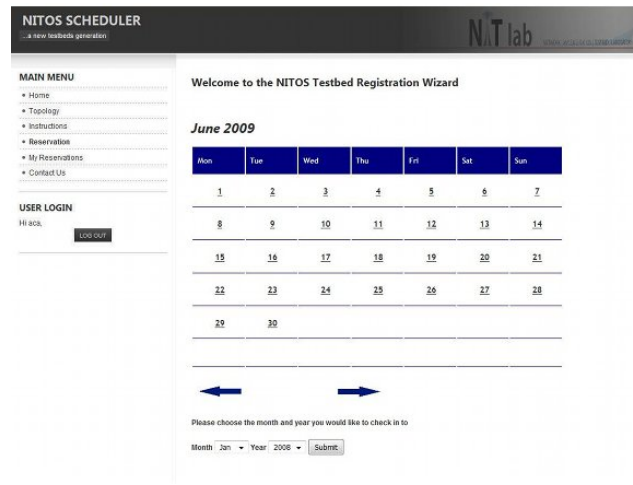 NITOS SCHEDULER
...a new testbeds generation
NIT lab
MAIN MENU
Home
Topology
Instructions
Reservation
My Reservations
Contact Us
USER LOGIN
Hi aca,
LOG OUT
Welcome to the NITOS Testbed Registration Wizard
June 2009
Mon Tue Wed Thu Fri Sat Sun
1 2 3 4 5 6 7
8 9 10 11 12 13 14
15 16 17 18 19 20 21
22 23 24 25 26 27 28
29 30
Please choose the month and year you would like to check in to
Month Jan Year 2008 Submit